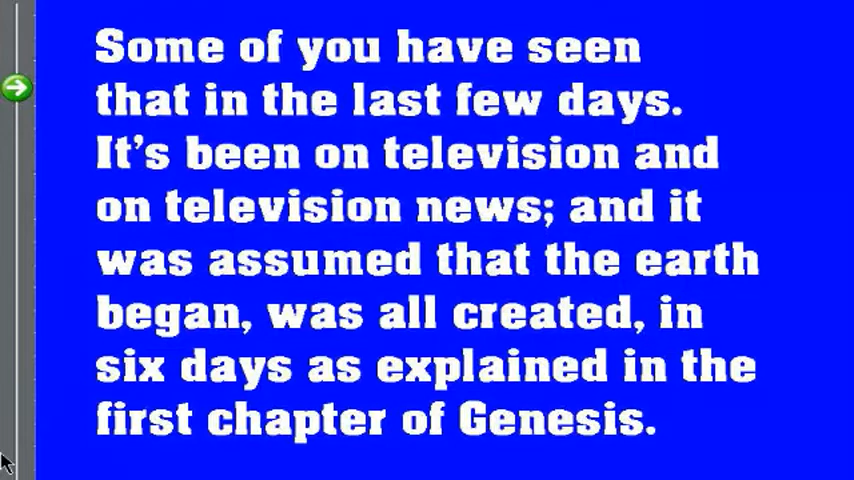 Some of you have seen
that in the last few days.
It’s been on television and
on television news; and it
was assumed that the earth
began, was all created, in
six days as explained in the
first chapter of Genesis.